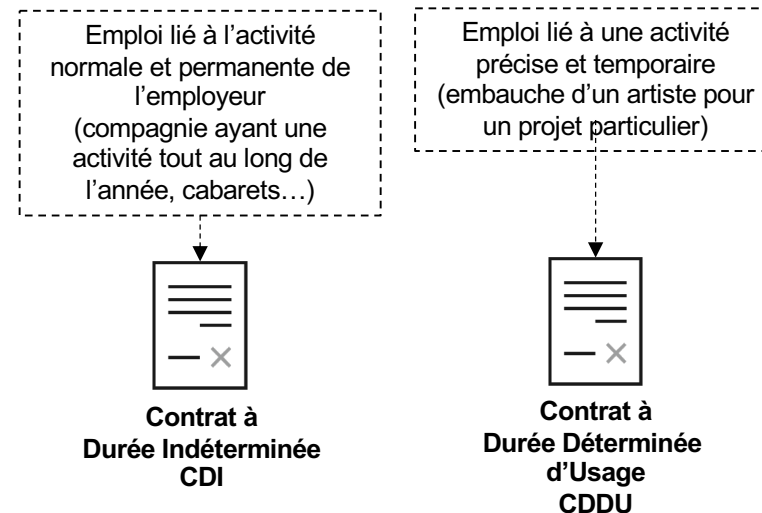 Emploi lié à l’activité
normale et permanente de
l’employeur
(compagnie ayant une
activité tout au long de
l’année, cabarets…)
Contrat à
Durée Indéterminée
CDI
Emploi lié à une activité
précise et temporaire
(embauche d’un artiste pour
un projet particulier)
Contrat à
Durée Déterminée
d’Usage
CDDU